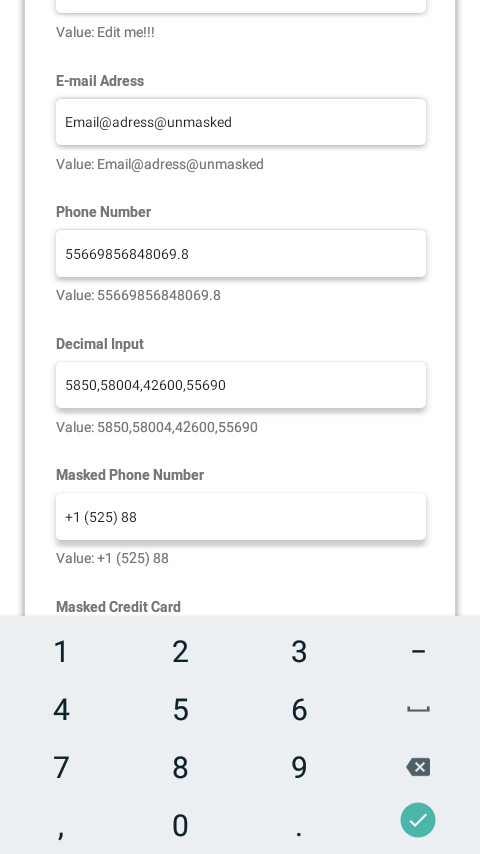 Value: Edit me!!!
E-mail Adress
Email@adress@unmasked
Value: Email@adress@unmasked
Phone Number
55669856848069.8
Value: 55669856848069.8
Decimal Input
5850,58004,42600,55690
Value: 5850,58004,42600,55690
Masked Phone Number
+1 (525) 88
Value: +1 (525) 88
Masked Credit Card
1 2 3 -
4 5 6
7 8 9
, 0 .